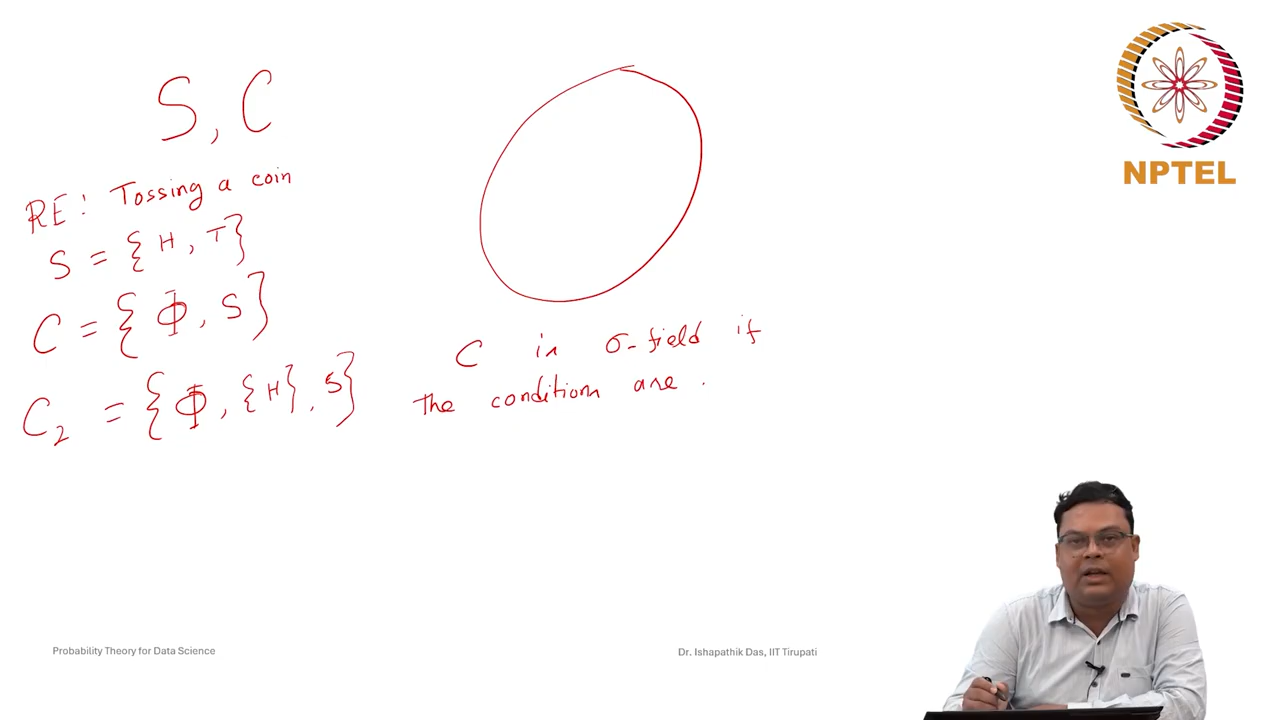 S, C
RE: Tossing a coin
S = { H, T}
C = { Φ, S}
C₂ = { Φ, {H}, S}
C is σ-field if
the conditions are .
NPTEL
Probability Theory for Data Science
Dr. Ishapathik Das, IIT Tirupati